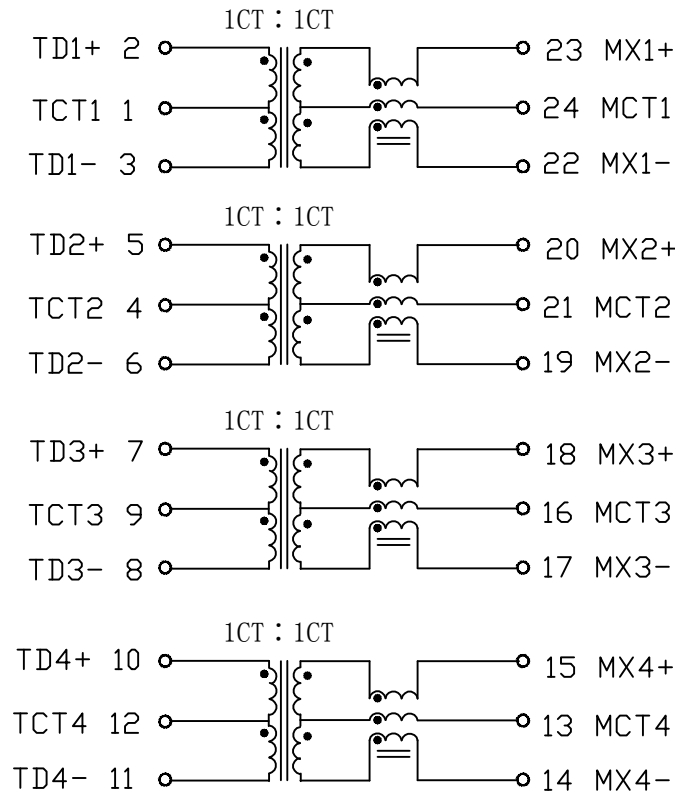 1CT : 1CT
TD1+ 2 23 MX1+
TCT1 1 24 MCT1
TD1- 3 22 MX1-
1CT : 1CT
TD2+ 5 20 MX2+
TCT2 4 21 MCT2
TD2- 6 19 MX2-
1CT : 1CT
TD3+ 7 18 MX3+
TCT3 9 16 MCT3
TD3- 8 17 MX3-
1CT : 1CT
TD4+ 10 15 MX4+
TCT4 12 13 MCT4
TD4- 11 14 MX4-